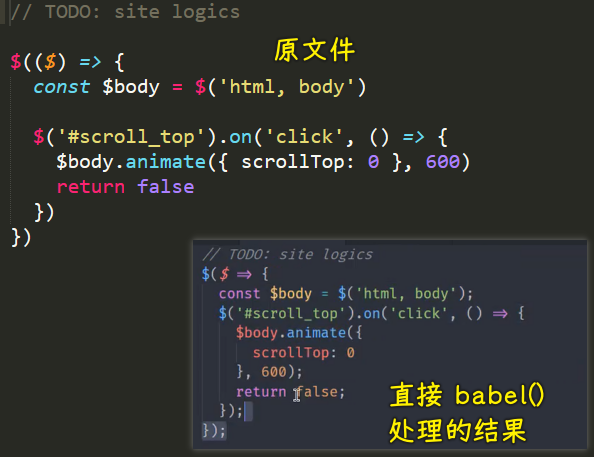 // TODO: site logics
$(($) => {
原文件
const $body = $('html, body')
$('#scroll_top').on('click', () => {
$body.animate({ scrollTop: 0 }, 600)
return false
})
})
// TODO: site logics
$($ => {
const $body = $('html, body');
$('#scroll_top').on('click', () => {
$body.animate({
scrollTop: 0
}, 600);
return false;
});
});
直接 babel()
处理的结果